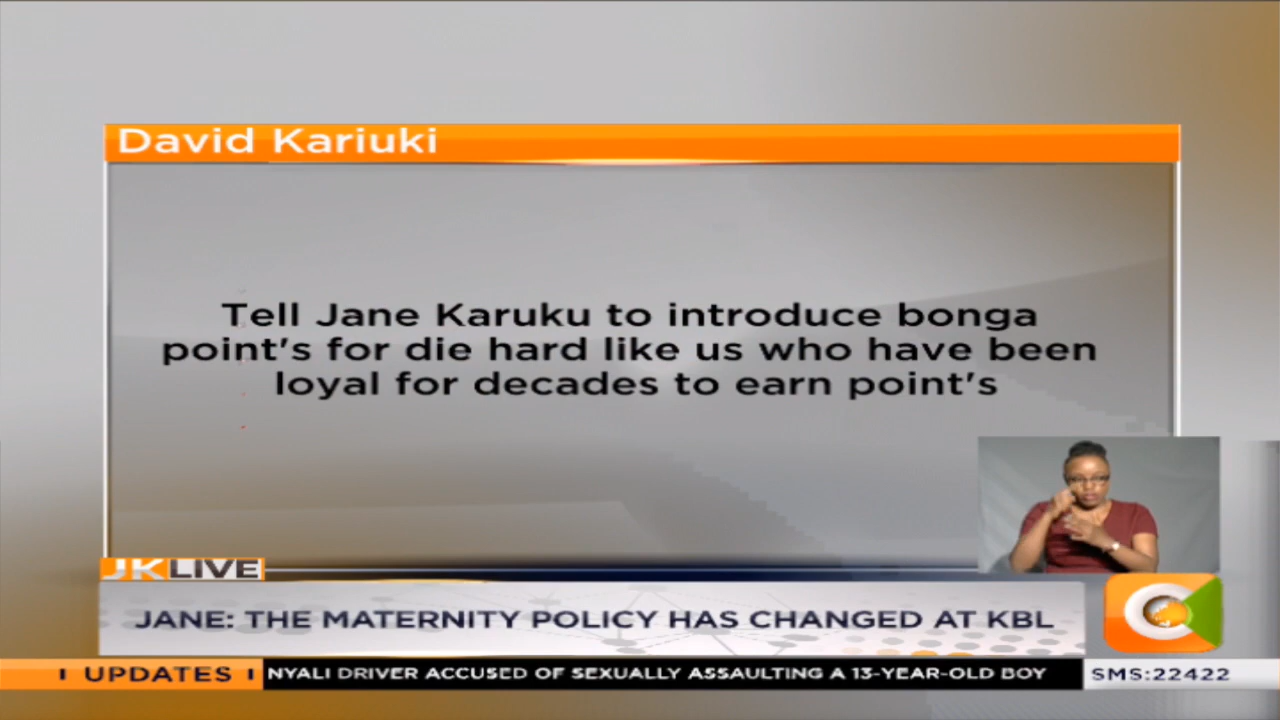 David Kariuki
Tell Jane Karuku to introduce bonga
point's for die hard like us who have been
loyal for decades to earn point's
JKLIVE
JANE: THE MATERNITY POLICY HAS CHANGED AT KBL
UPDATES
NYALI DRIVER ACCUSED OF SEXUALLY ASSAULTING A 13-YEAR-OLD BOY
SMS:22422